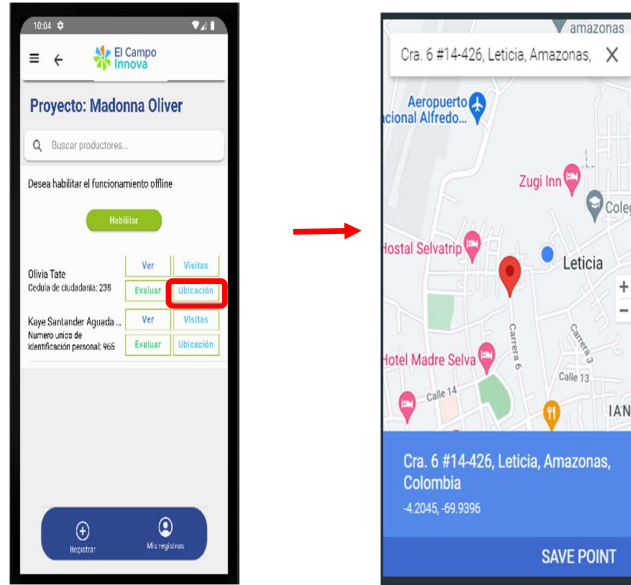 10:04
El Campo
Innova
Proyecto: Madonna Oliver
Buscar productores...
Desea habilitar el funcionamiento offline
Habilitar
Olivia Tate
Cedula de ciudadania: 238
Ver
Visitas
Evaluar
Ubicación
Kaye Santander Aguada ...
Numero unico de
identificación personal: 965
Ver
Visitas
Evaluar
Ubicación
Registrar
Mis registros
amazonas
Cra. 6 #14-426, Leticia, Amazonas,
Aeropuerto
cional Alfredo...
Zugi Inn
Coleg
Hostal Selvatrip
Leticia
+
−
Carrera 6
Carrera 3
Hotel Madre Selva
Calle 13
Calle 14
IAN
Cra. 6 #14-426, Leticia, Amazonas,
Colombia
-4.2045, -69.9396
SAVE POINT